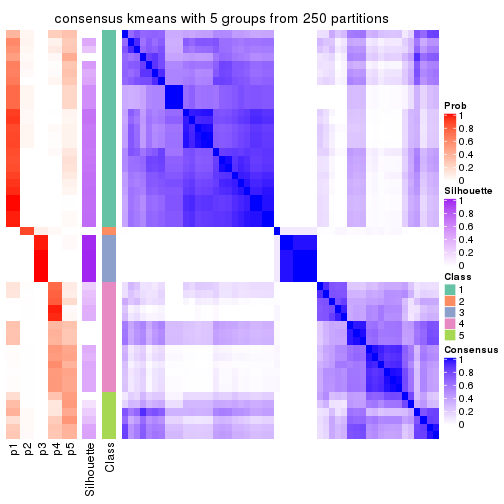 consensus kmeans with 5 groups from 250 partitions
Prob
1
0.8
0.6
0.4
0.2
0
Silhouette
1
0.8
0.6
0.4
0.2
0
Class
1
2
3
4
5
Consensus
1
0.8
0.6
0.4
0.2
0
p1
p2
p3
p4
p5
Silhouette
Class